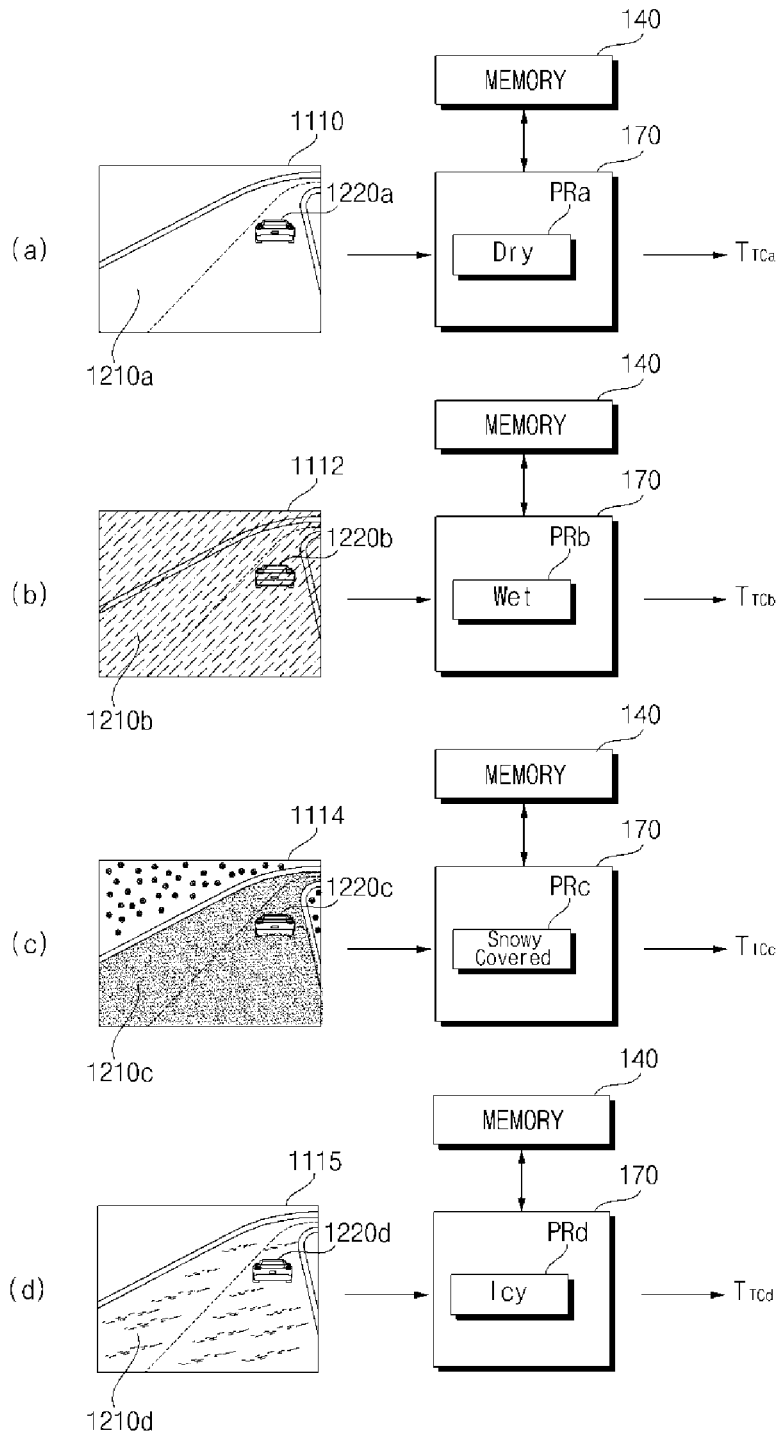 140
MEMORY
1110
170
1220a
PRa
(a)
Dry
TTCa
1210a
140
MEMORY
1112
170
1220b
PRb
(b)
Wet
TTCb
1210b
140
MEMORY
1114
170
1220c
PRc
(c)
Snowy
Covered
TTCc
1210c
140
MEMORY
1115
170
1220d
PRd
(d)
Icy
TTCd
1210d